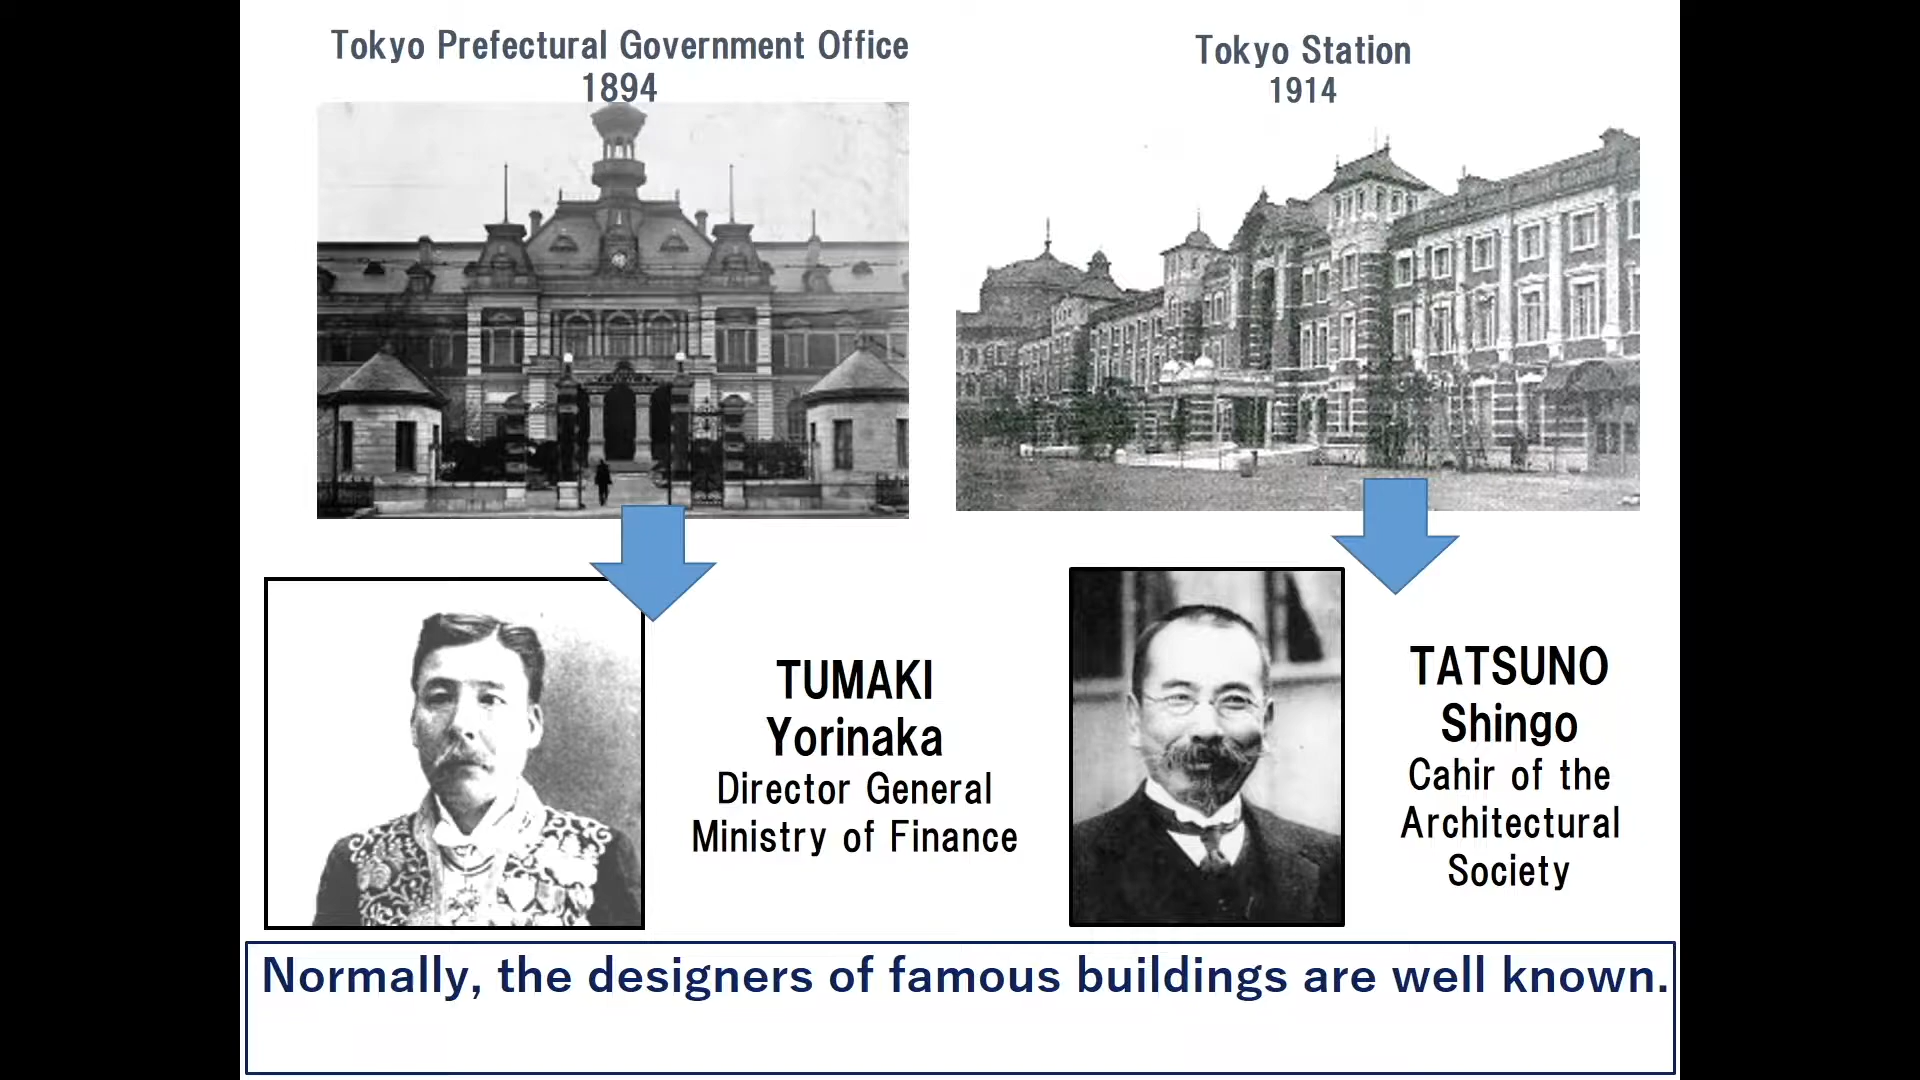 Tokyo Prefectural Government Office
1894
Tokyo Station
1914
TUMAKI
Yorinaka
Director General
Ministry of Finance
TATSUNO
Shingo
Cahir of the
Architectural
Society
Normally, the designers of famous buildings are well known.